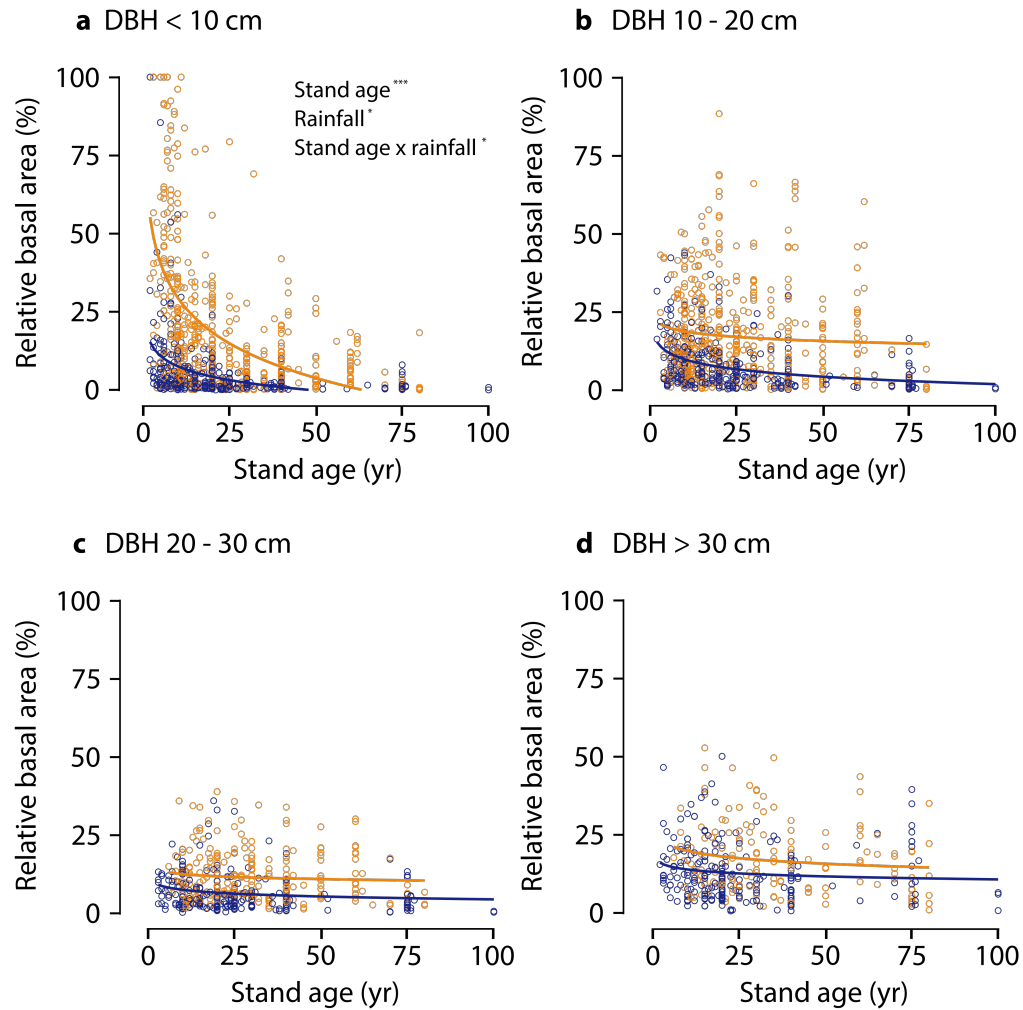 a DBH < 10 cm
Relative basal area (%)
100
75
50
25
0
Stand age ***
Rainfall *
Stand age x rainfall *
0 25 50 75 100
Stand age (yr)
b DBH 10 - 20 cm
Relative basal area (%)
100
75
50
25
0
0 25 50 75 100
Stand age (yr)
c DBH 20 - 30 cm
Relative basal area (%)
100
75
50
25
0
0 25 50 75 100
Stand age (yr)
d DBH > 30 cm
Relative basal area (%)
100
75
50
25
0
0 25 50 75 100
Stand age (yr)